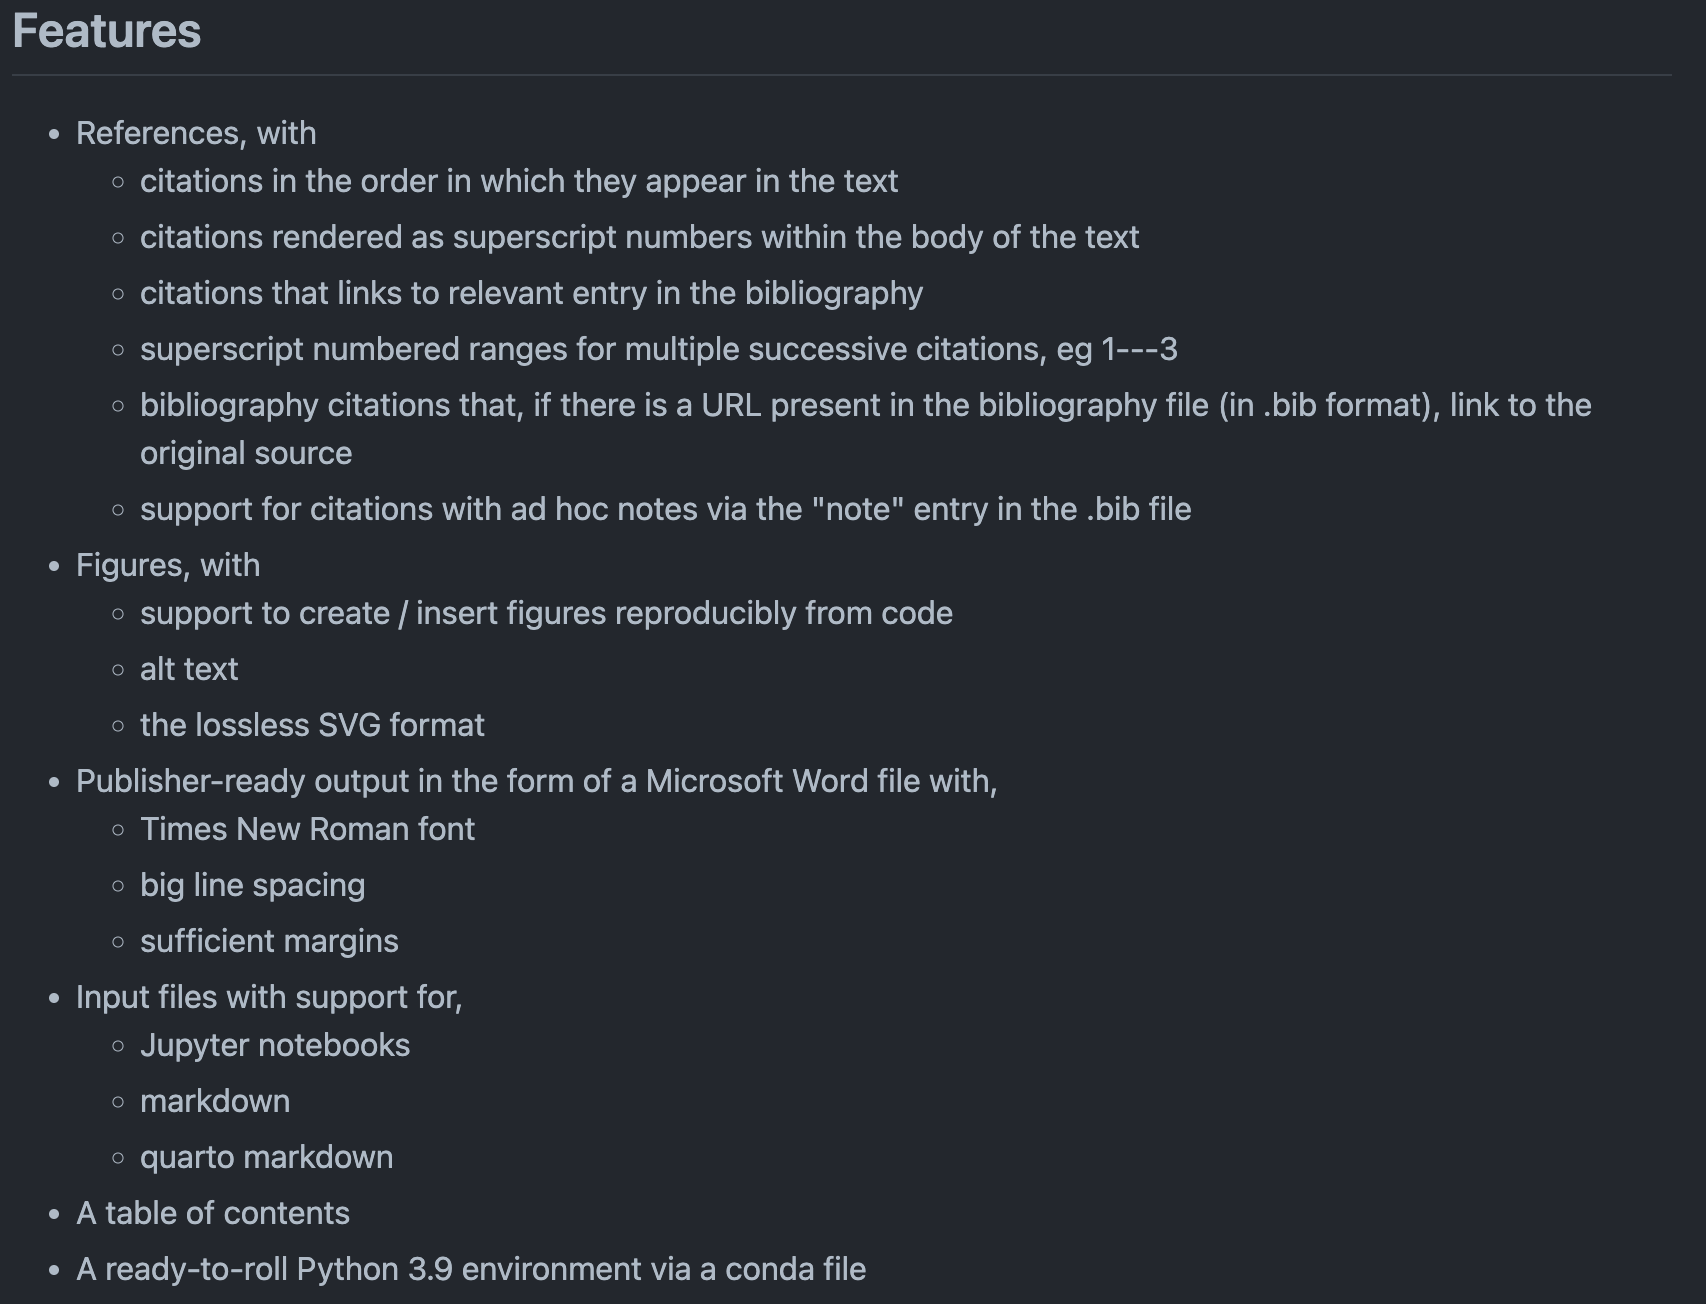 Features
References, with
citations in the order in which they appear in the text
citations rendered as superscript numbers within the body of the text
citations that links to relevant entry in the bibliography
superscript numbered ranges for multiple successive citations, eg 1---3
bibliography citations that, if there is a URL present in the bibliography file (in .bib format), link to the
original source
support for citations with ad hoc notes via the "note" entry in the .bib file
Figures, with
support to create / insert figures reproducibly from code
alt text
the lossless SVG format
Publisher-ready output in the form of a Microsoft Word file with,
Times New Roman font
big line spacing
sufficient margins
Input files with support for,
Jupyter notebooks
markdown
quarto markdown
A table of contents
A ready-to-roll Python 3.9 environment via a conda file